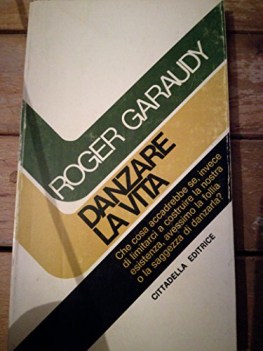 ROGER GARAUDY
DANZARE
LA VITA
Che cosa accadrebbe se, invece
di limitarci a costruire la nostra
esistenza, avessimo la follia
o la saggezza di danzarla?
CITTADELLA EDITRICE